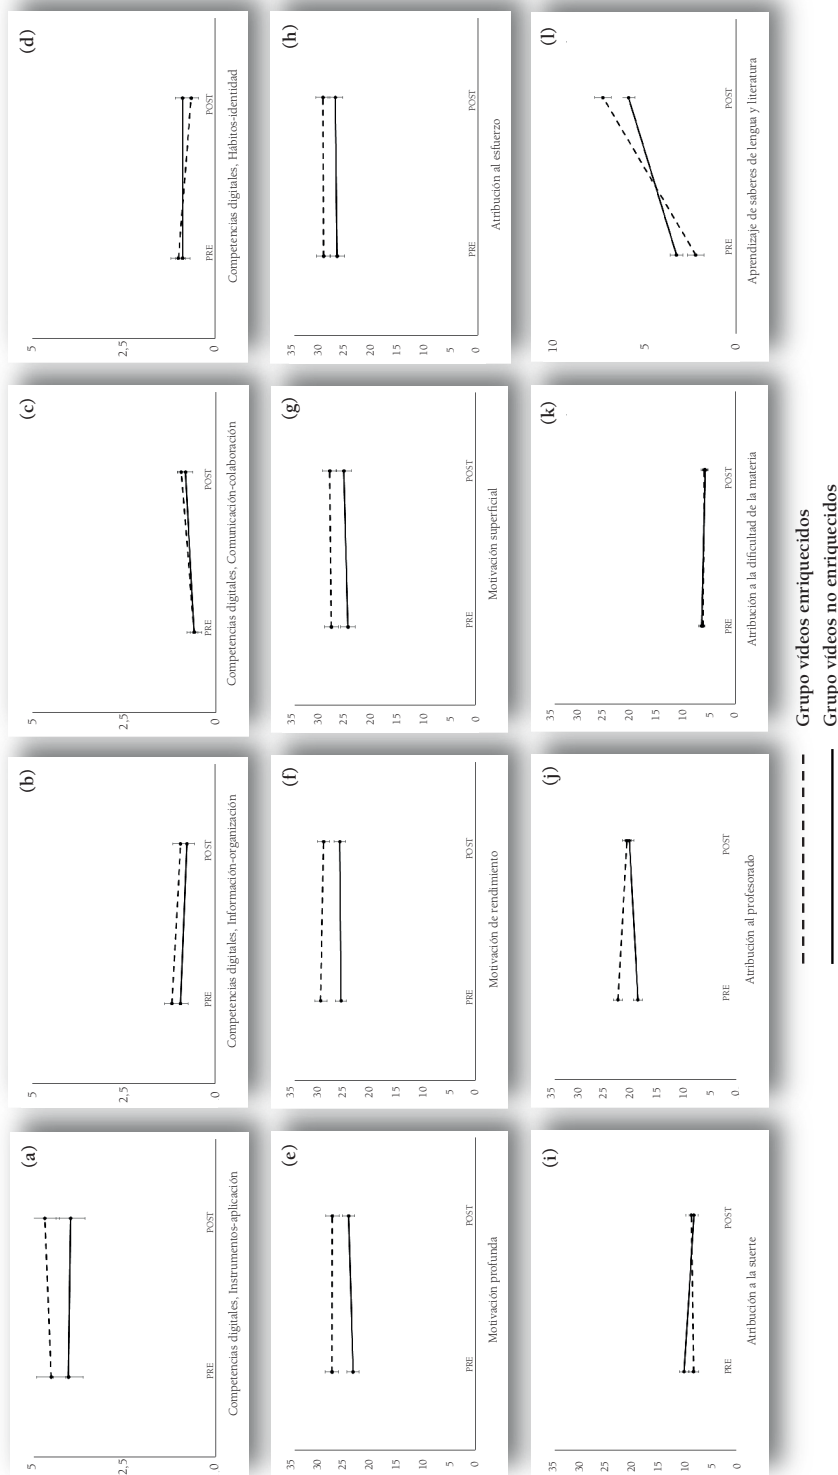 (a)
5
2,5
0
PRE
POST
Competencias digitales, Instrumentos-aplicación
(b)
5
2,5
0
PRE
POST
Competencias digitales, Información-organización
(c)
5
2,5
0
PRE
POST
Competencias digitales, Comunicación-colaboración
(d)
5
2,5
0
PRE
POST
Competencias digitales, Hábitos-identidad
(e)
35
30
25
20
15
10
5
0
PRE
POST
Motivación profunda
(f)
35
30
25
20
15
10
5
0
PRE
POST
Motivación de rendimiento
(g)
35
30
25
20
15
10
5
0
PRE
POST
Motivación superficial
(h)
35
30
25
20
15
10
5
0
PRE
POST
Atribución al esfuerzo
(i)
35
30
25
20
15
10
5
0
PRE
POST
Atribución a la suerte
(j)
35
30
25
20
15
10
5
0
PRE
POST
Atribución al profesorado
(k)
35
30
25
20
15
10
5
0
PRE
POST
Atribución a la dificultad de la materia
(l)
10
5
0
PRE
POST
Aprendizaje de saberes de lengua y literatura
Grupo vídeos enriquecidos
Grupo vídeos no enriquecidos